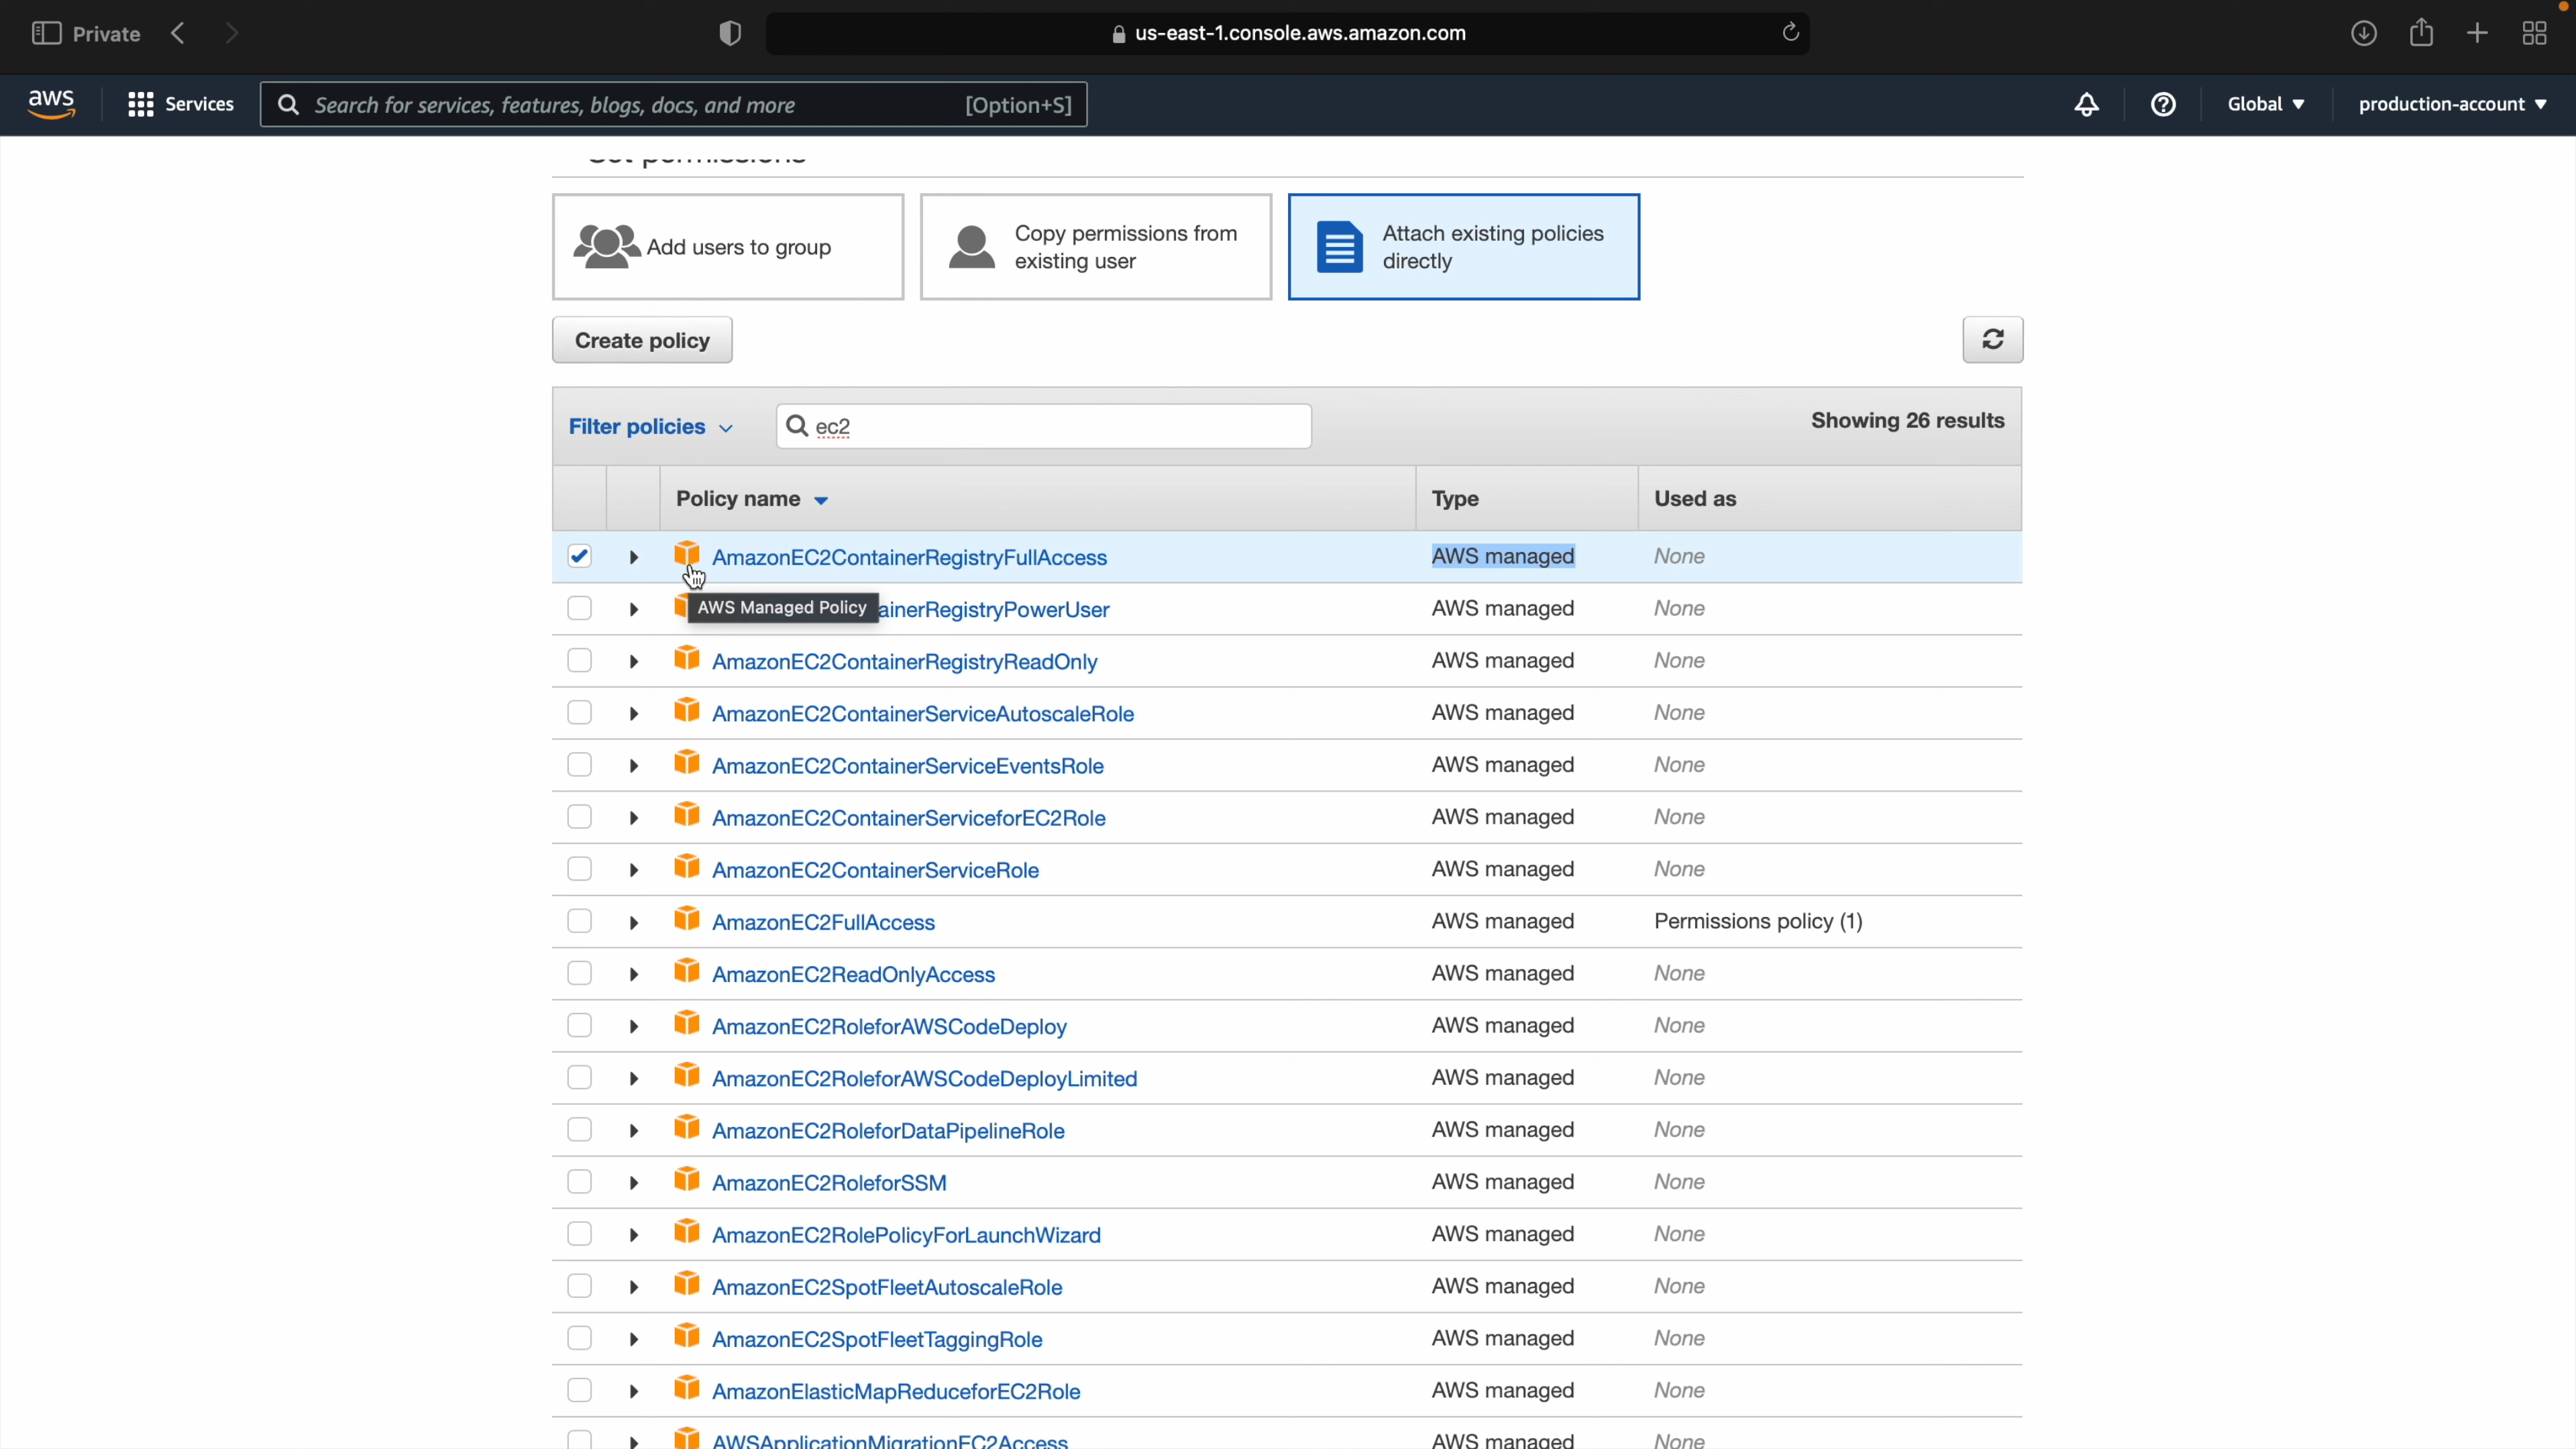 Private
us-east-1.console.aws.amazon.com
aws
Services
Search for services, features, blogs, docs, and more [Option+S]
Global
production-account
Set permissions
Add users to group
Copy permissions from
existing user
Attach existing policies
directly
Create policy
Filter policies
ec2
Showing 26 results
Policy name Type Used as
AmazonEC2ContainerRegistryFullAccess AWS managed None
AWS Managed Policy
ainerRegistryPowerUser AWS managed None
AmazonEC2ContainerRegistryReadOnly AWS managed None
AmazonEC2ContainerServiceAutoscaleRole AWS managed None
AmazonEC2ContainerServiceEventsRole AWS managed None
AmazonEC2ContainerServiceforEC2Role AWS managed None
AmazonEC2ContainerServiceRole AWS managed None
AmazonEC2FullAccess AWS managed Permissions policy (1)
AmazonEC2ReadOnlyAccess AWS managed None
AmazonEC2RoleforAWSCodeDeploy AWS managed None
AmazonEC2RoleforAWSCodeDeployLimited AWS managed None
AmazonEC2RoleforDataPipelineRole AWS managed None
AmazonEC2RoleforSSM AWS managed None
AmazonEC2RolePolicyForLaunchWizard AWS managed None
AmazonEC2SpotFleetAutoscaleRole AWS managed None
AmazonEC2SpotFleetTaggingRole AWS managed None
AmazonElasticMapReduceforEC2Role AWS managed None
AWSApplicationMigrationEC2Access AWS managed None